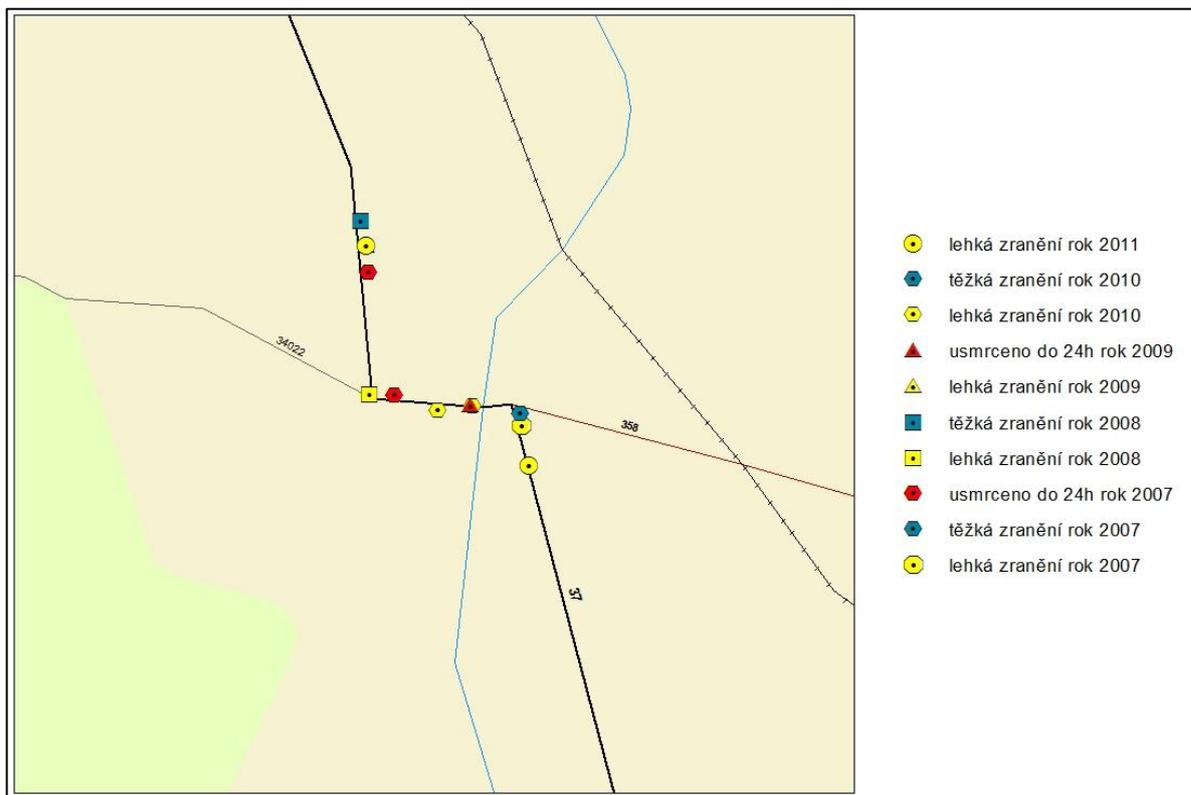 34022
358
37
lehká zranění rok 2011
těžká zranění rok 2010
lehká zranění rok 2010
usmrceno do 24h rok 2009
lehká zranění rok 2009
těžká zranění rok 2008
lehká zranění rok 2008
usmrceno do 24h rok 2007
těžká zranění rok 2007
lehká zranění rok 2007